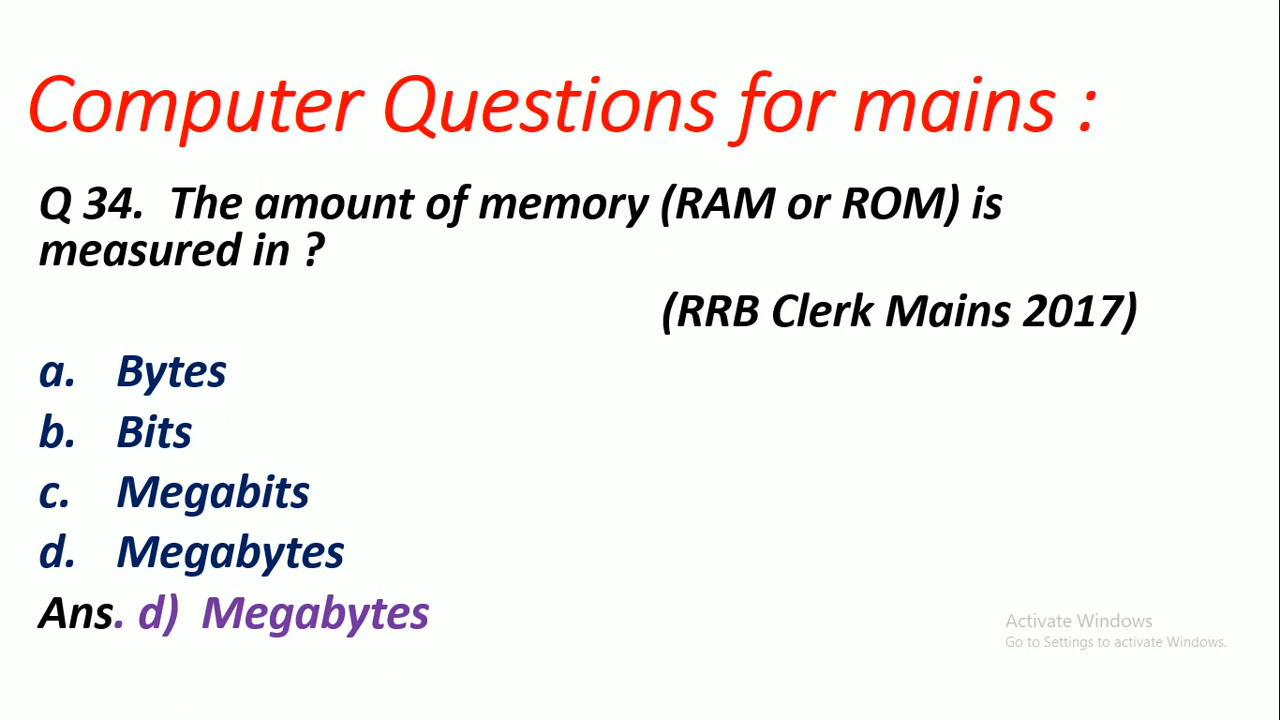 Computer Questions for mains :
Q 34. The amount of memory (RAM or ROM) is
measured in ?
(RRB Clerk Mains 2017)
a. Bytes
b. Bits
c. Megabits
d. Megabytes
Ans. d) Megabytes
Activate Windows
Go to Settings to activate Windows.